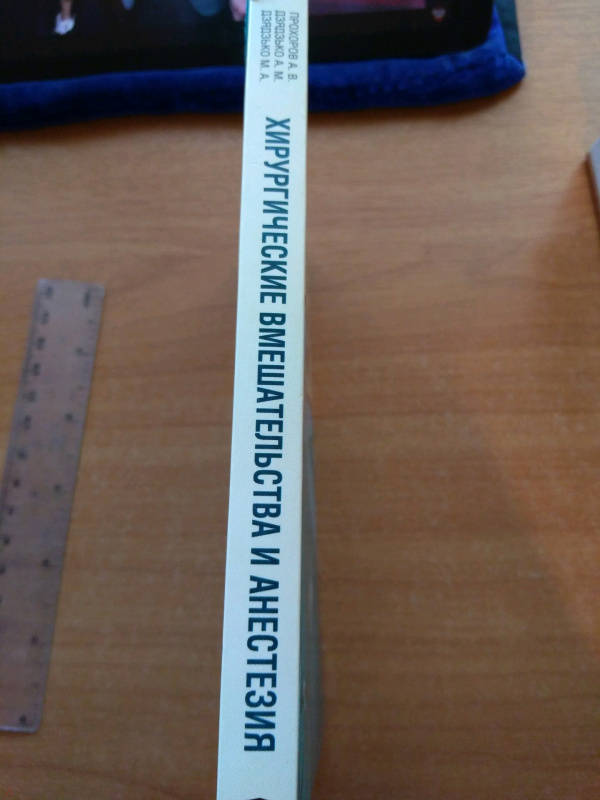 ПРОХОРОВ А. В.
ДЗЯДЗЬКО А. М.
ДЗЯДЗЬКО М. А.
ХИРУРГИЧЕСКИЕ ВМЕШАТЕЛЬСТВА И АНЕСТЕЗИЯ